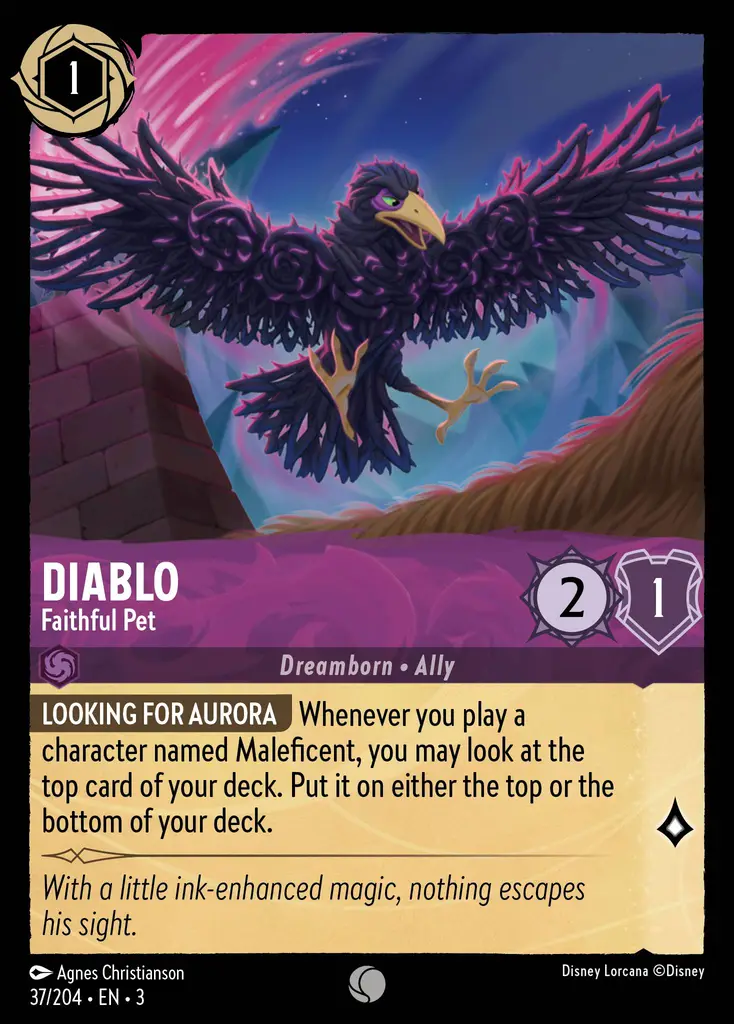 1
DIABLO
Faithful Pet
2
1
Dreamborn • Ally
LOOKING FOR AURORA Whenever you play a
character named Maleficent, you may look at the
top card of your deck. Put it on either the top or the
bottom of your deck.
With a little ink-enhanced magic, nothing escapes
his sight.
Agnes Christianson
Disney Lorcana ©Disney
37/204 • EN • 3